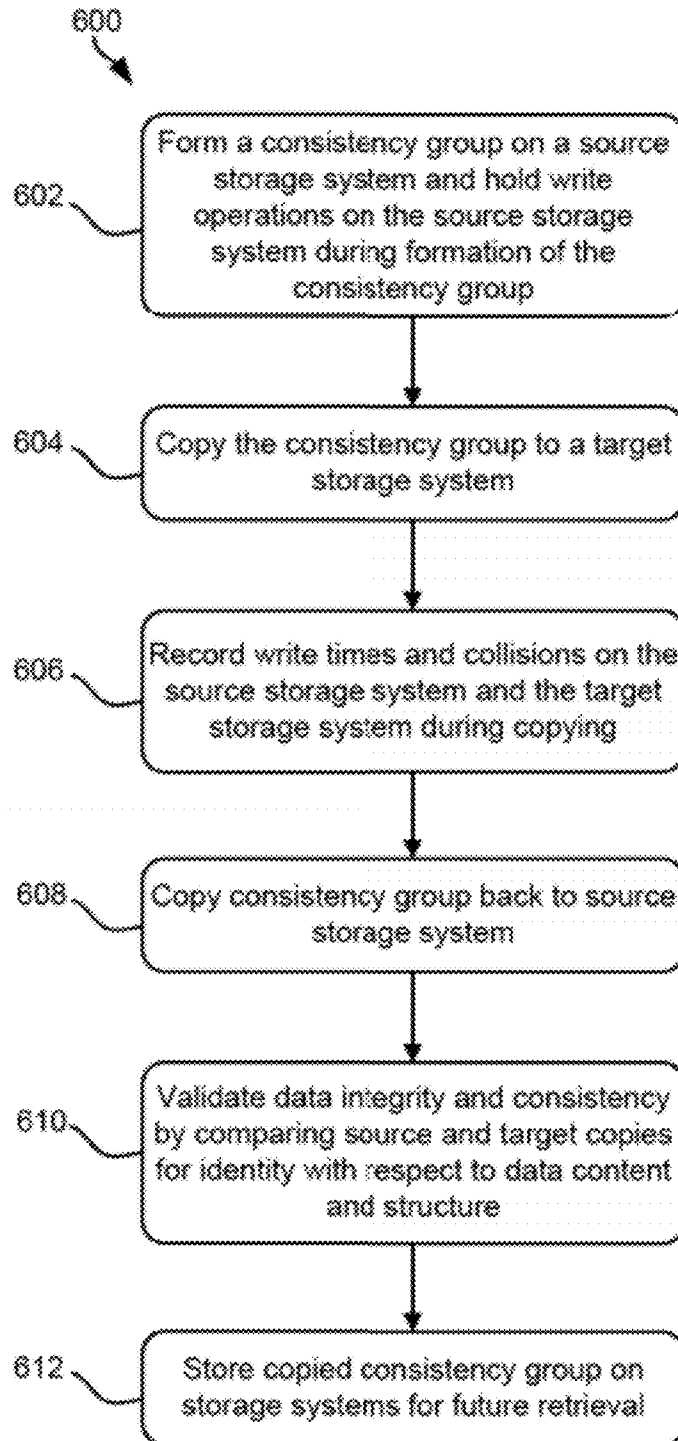 600
602
Form a consistency group on a source
storage system and hold write
operations on the source storage
system during formation of the
consistency group
604
Copy the consistency group to a target
storage system
606
Record write times and collisions on the
source storage system and the target
storage system during copying
608
Copy consistency group back to source
storage system
610
Validate data integrity and consistency
by comparing source and target copies
for identity with respect to data content
and structure
612
Store copied consistency group on
storage systems for future retrieval